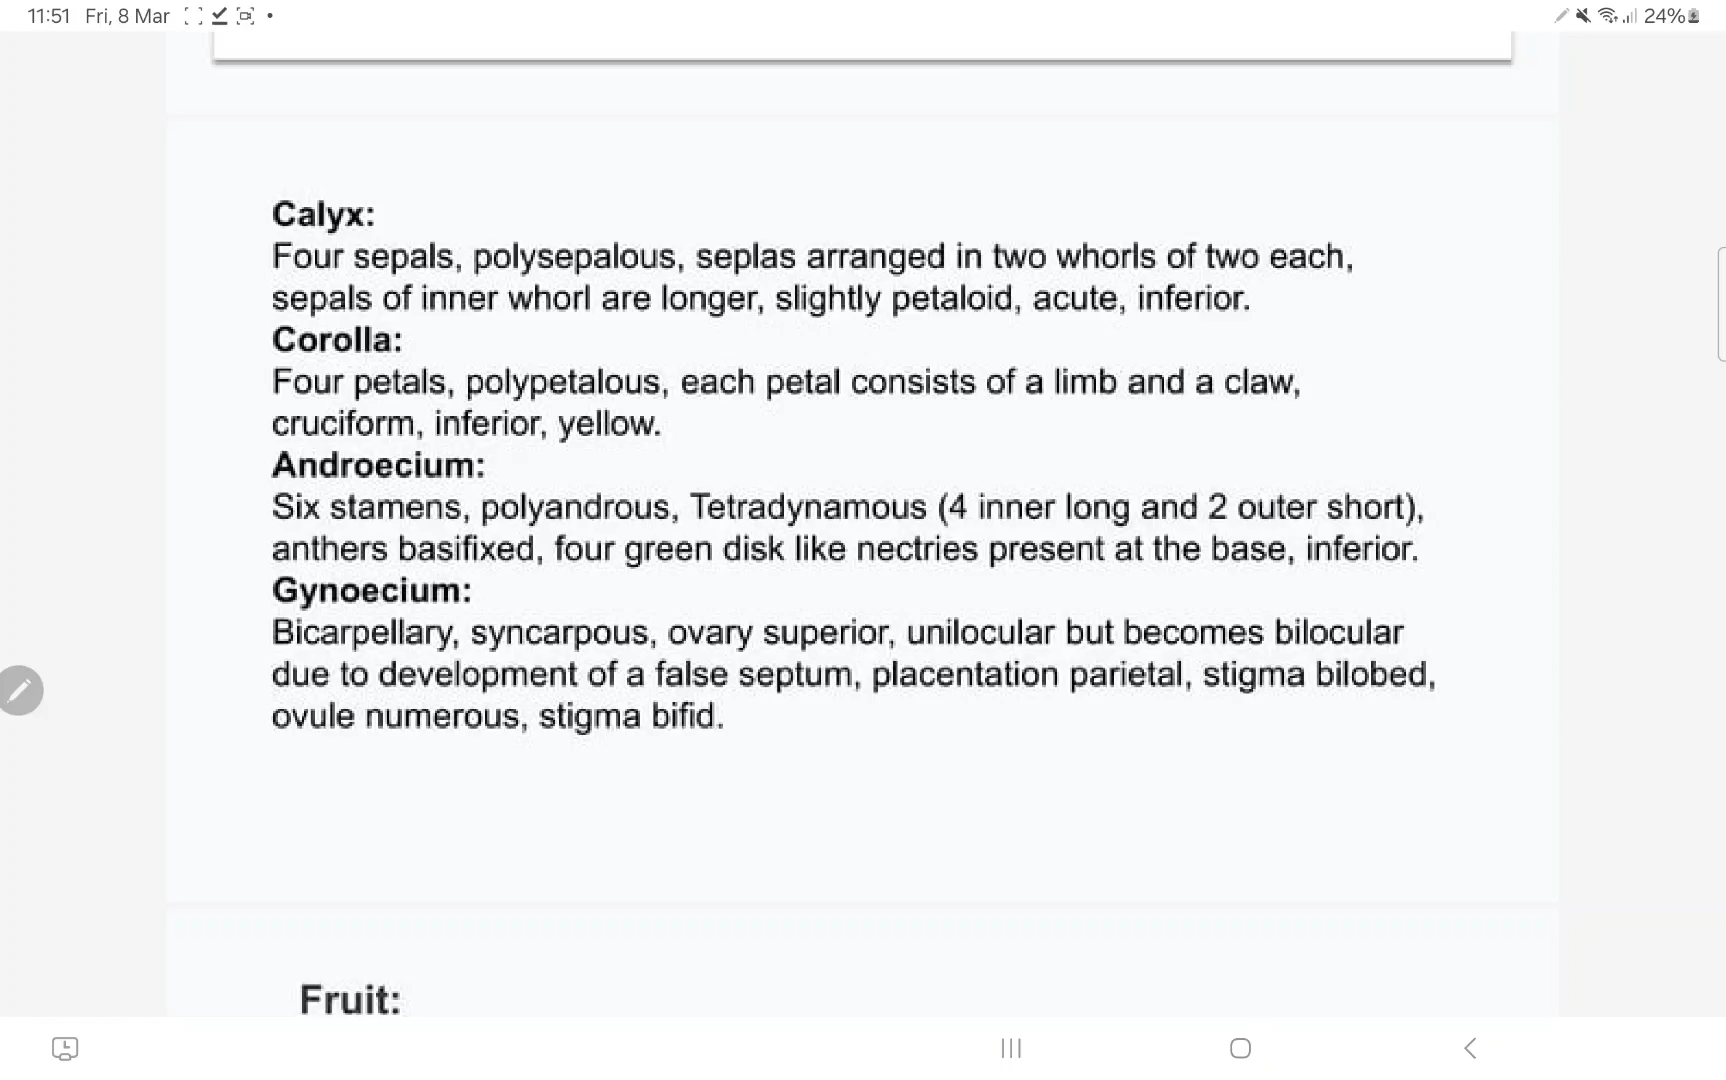 11:51 Fri, 8 Mar
24%
Calyx:
Four sepals, polysepalous, seplas arranged in two whorls of two each,
sepals of inner whorl are longer, slightly petaloid, acute, inferior.
Corolla:
Four petals, polypetalous, each petal consists of a limb and a claw,
cruciform, inferior, yellow.
Androecium:
Six stamens, polyandrous, Tetradynamous (4 inner long and 2 outer short),
anthers basifixed, four green disk like nectries present at the base, inferior.
Gynoecium:
Bicarpellary, syncarpous, ovary superior, unilocular but becomes bilocular
due to development of a false septum, placentation parietal, stigma bilobed,
ovule numerous, stigma bifid.
Fruit: